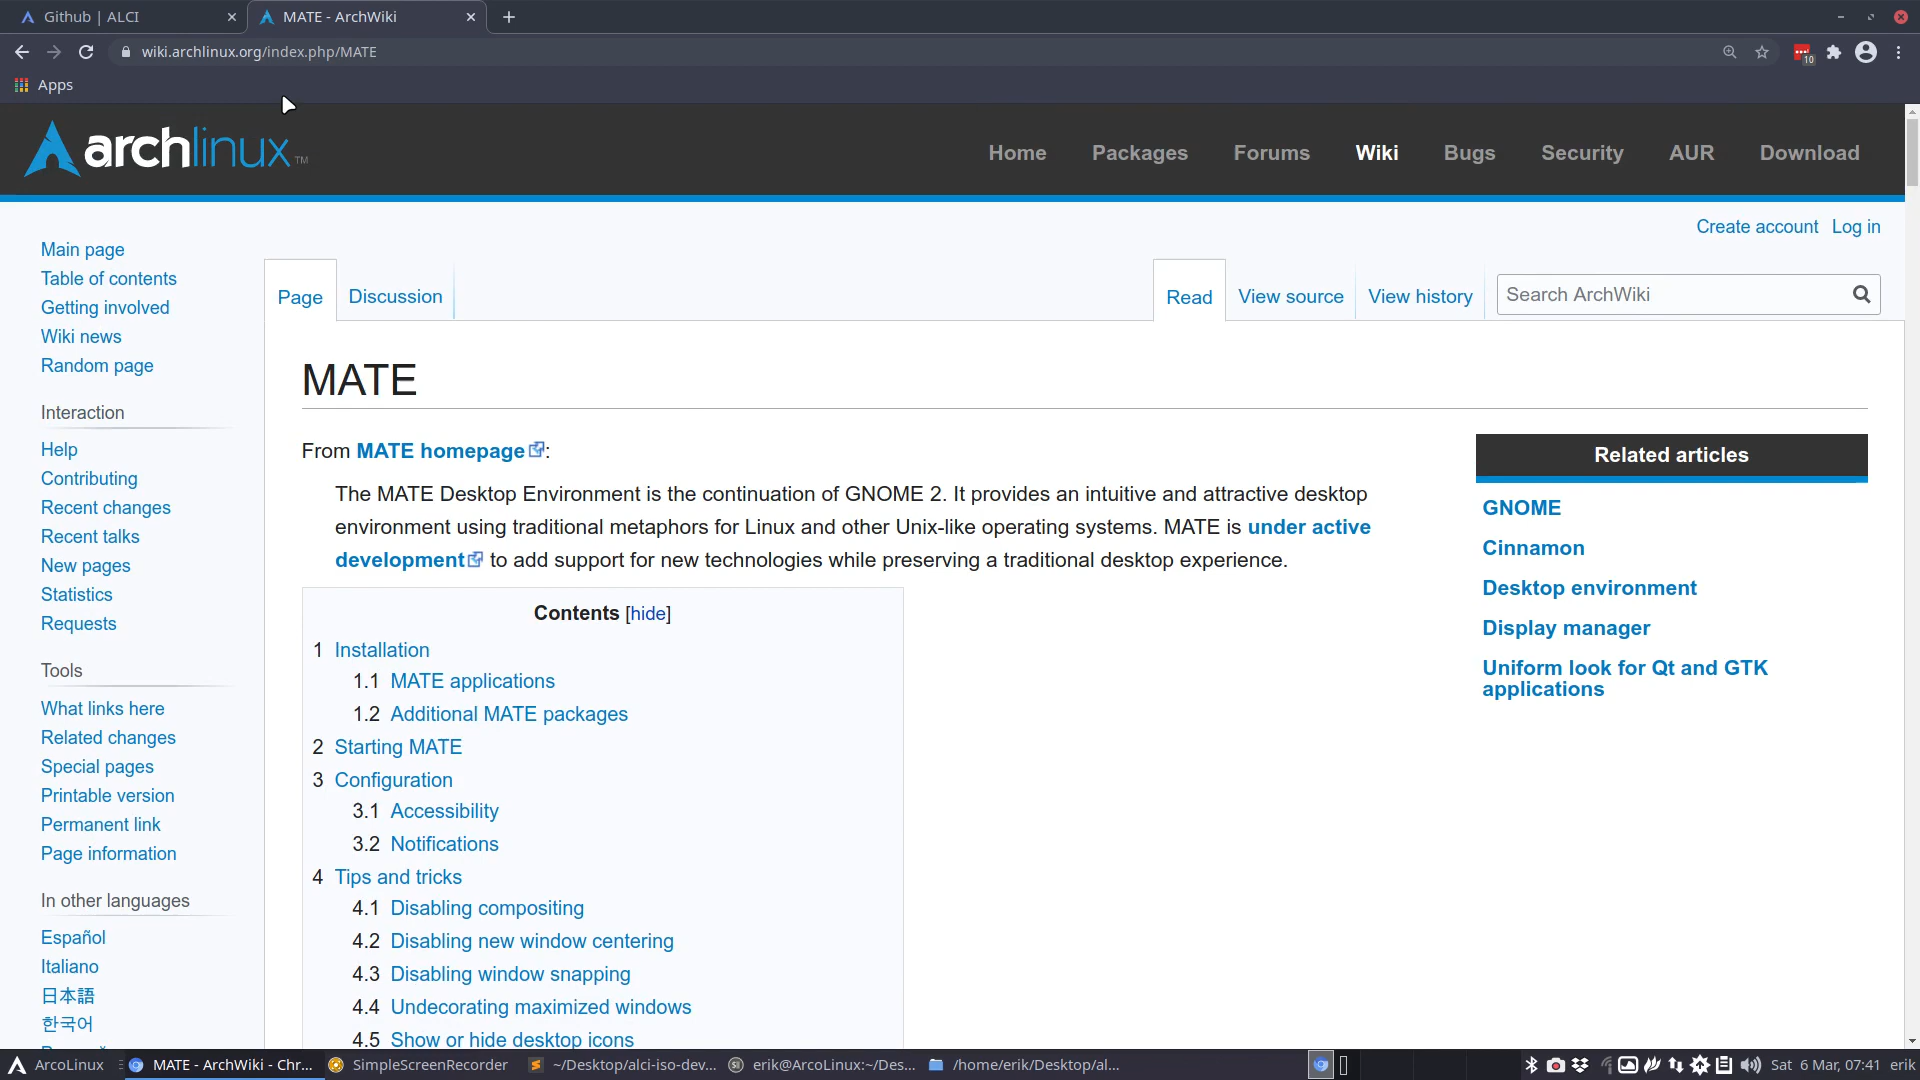 Github | ALCI
MATE - ArchWiki
wiki.archlinux.org/index.php/MATE
10
Apps
archlinux TM
Home Packages Forums Wiki Bugs Security AUR Download
Create account Log in
Main page
Table of contents
Getting involved
Wiki news
Random page
Interaction
Help
Contributing
Recent changes
Recent talks
New pages
Statistics
Requests
Tools
What links here
Related changes
Special pages
Printable version
Permanent link
Page information
In other languages
Español
Italiano
日本語
한국어
Page Discussion Read View source View history Search ArchWiki
MATE
From MATE homepage:
The MATE Desktop Environment is the continuation of GNOME 2. It provides an intuitive and attractive desktop
environment using traditional metaphors for Linux and other Unix-like operating systems. MATE is under active
development to add support for new technologies while preserving a traditional desktop experience.
Contents [hide]
1 Installation
1.1 MATE applications
1.2 Additional MATE packages
2 Starting MATE
3 Configuration
3.1 Accessibility
3.2 Notifications
4 Tips and tricks
4.1 Disabling compositing
4.2 Disabling new window centering
4.3 Disabling window snapping
4.4 Undecorating maximized windows
4.5 Show or hide desktop icons
Related articles
GNOME
Cinnamon
Desktop environment
Display manager
Uniform look for Qt and GTK
applications
ArcoLinux
MATE - ArchWiki - Chr...
SimpleScreenRecorder
~/Desktop/alci-iso-dev...
erik@ArcoLinux:~/Des...
/home/erik/Desktop/al...
Sat 6 Mar, 07:41 erik